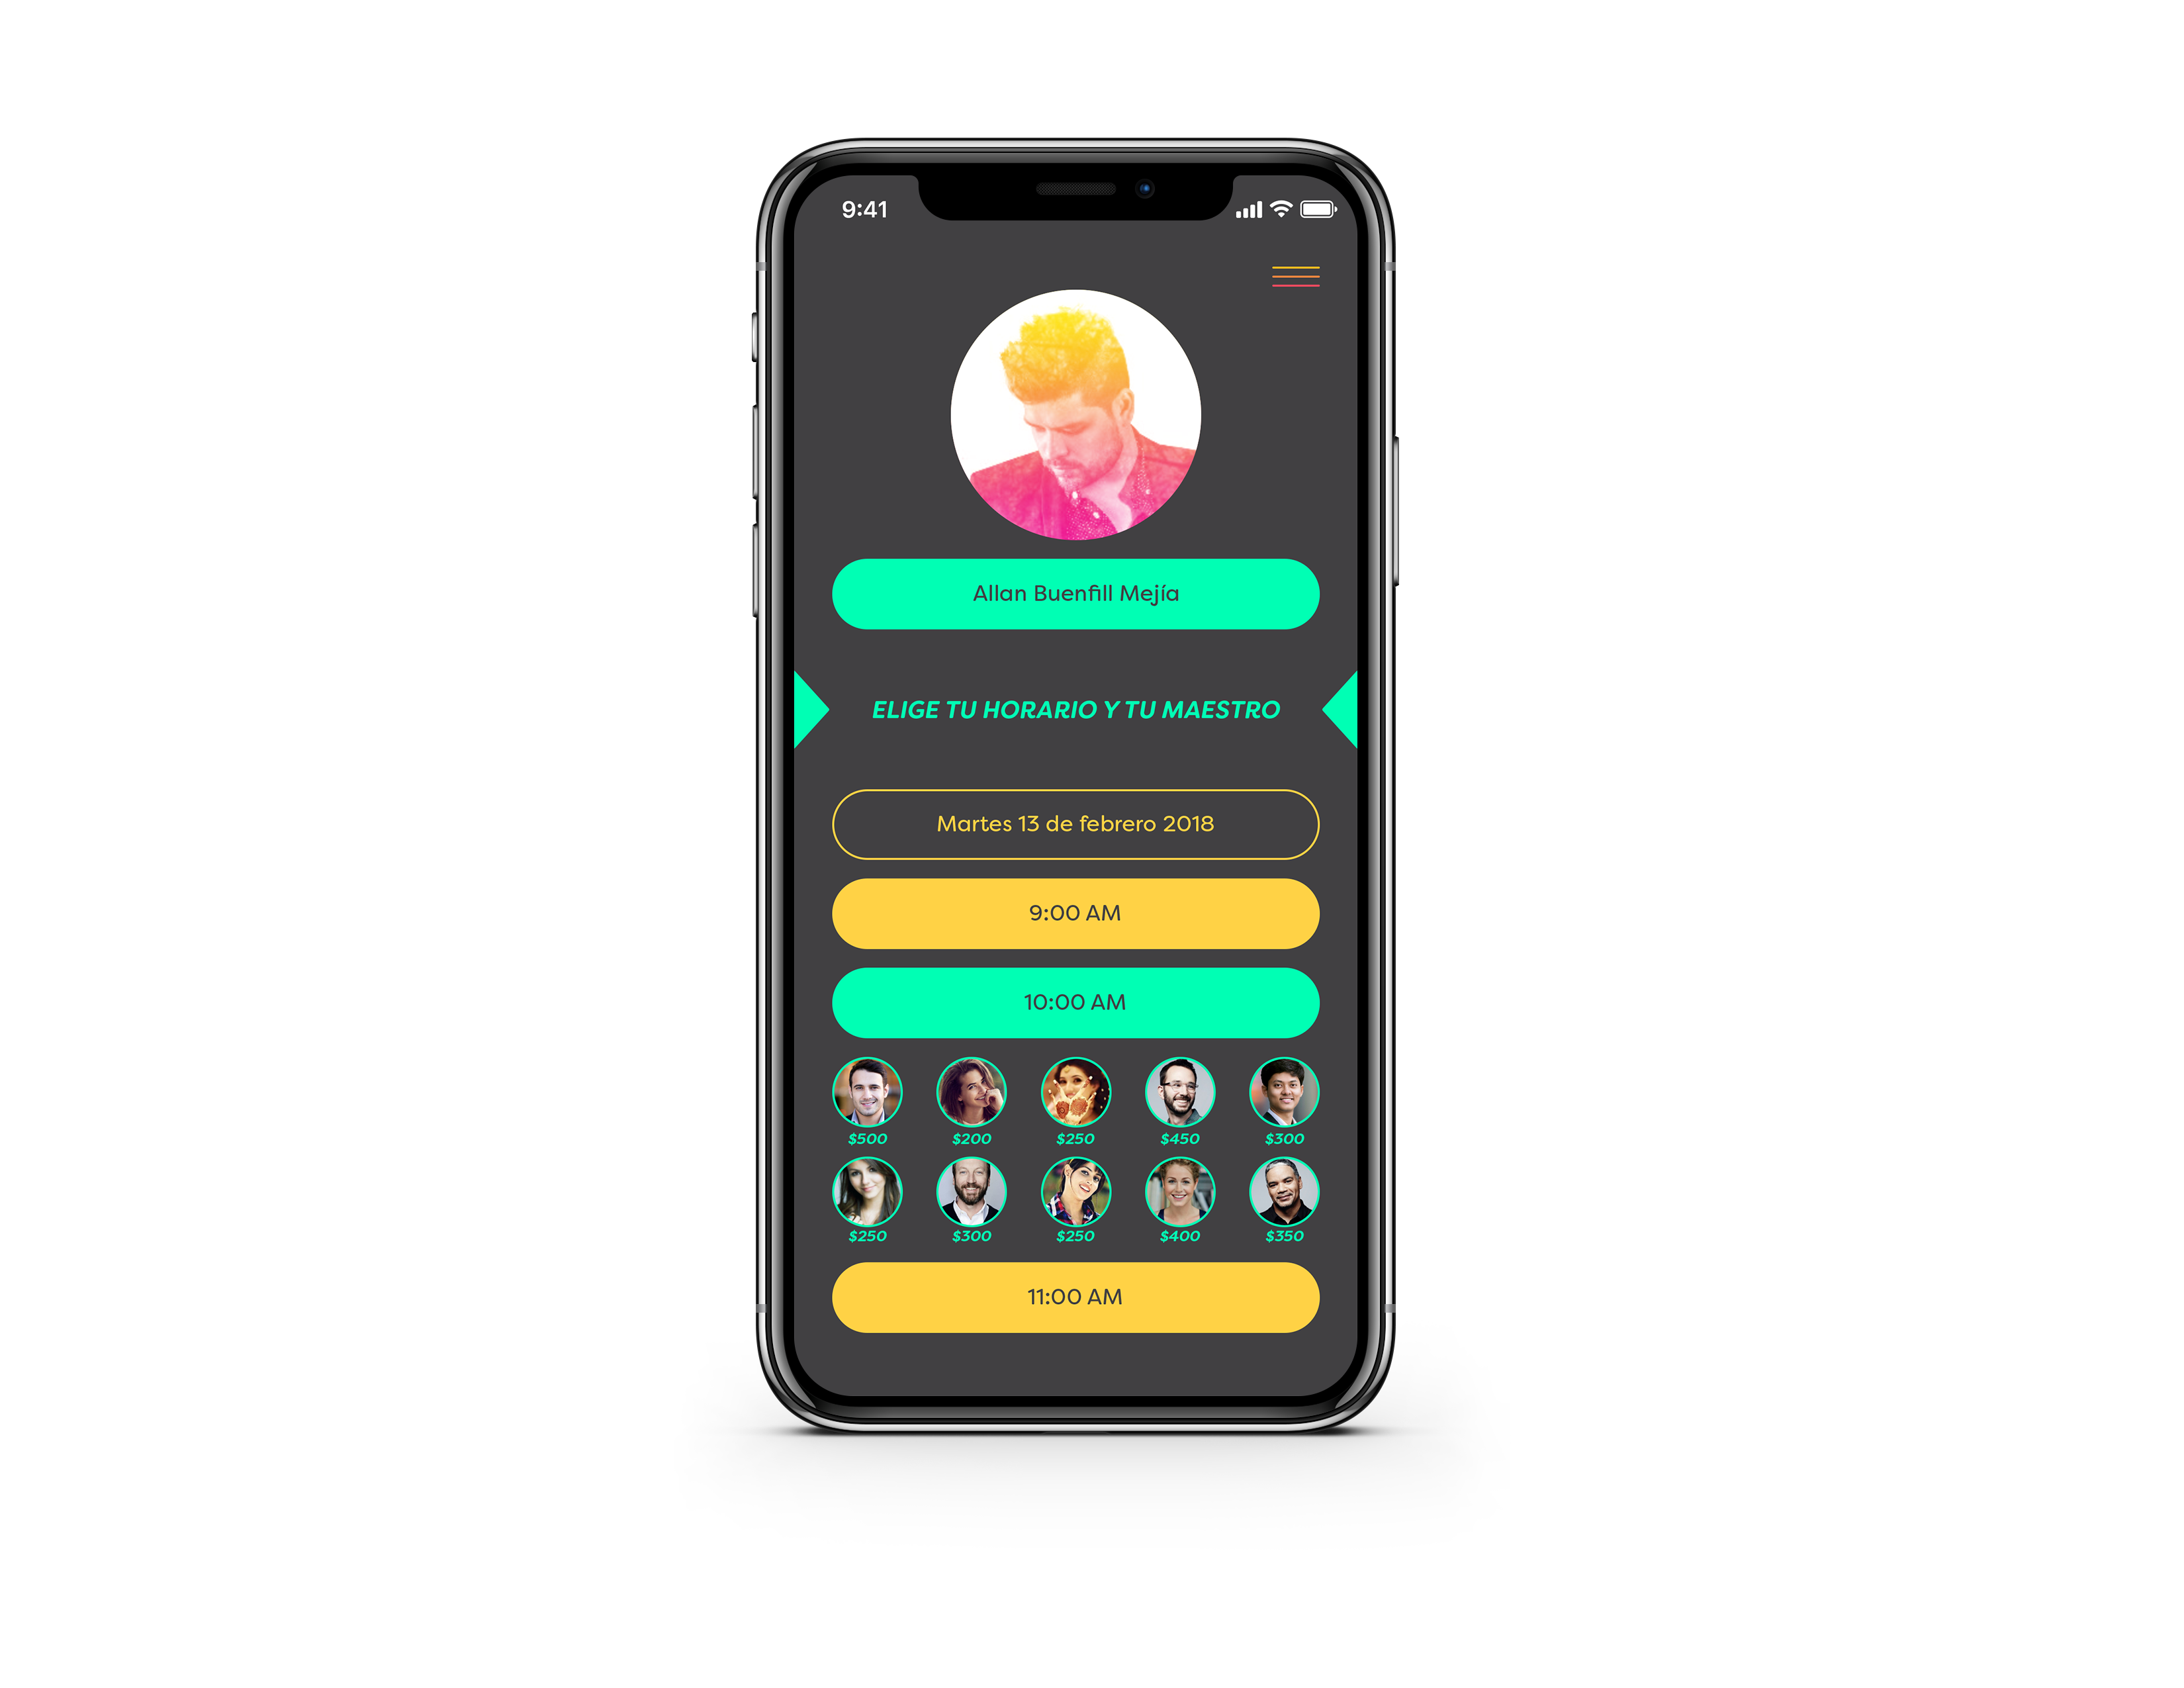 9:41
Allan Buenfill Mejía
ELIGE TU HORARIO Y TU MAESTRO
Martes 13 de febrero 2018
9:00 AM
10:00 AM
$500 $200 $250 $450 $300
$250 $300 $250 $400 $350
11:00 AM